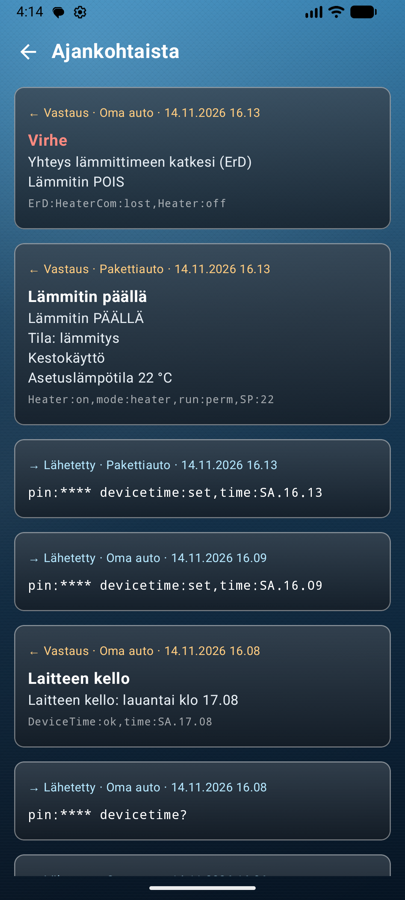 4:14
Ajankohtaista
← Vastaus · Oma auto · 14.11.2026 16.13
Virhe
Yhteys lämmittimeen katkesi (ErD)
Lämmitin POIS
ErD:HeaterCom:lost,Heater:off
← Vastaus · Pakettiauto · 14.11.2026 16.13
Lämmitin päällä
Lämmitin PÄÄLLÄ
Tila: lämmitys
Kestokäyttö
Asetuslämpötila 22 °C
Heater:on,mode:heater,run:perm,SP:22
→ Lähetetty · Pakettiauto · 14.11.2026 16.13
pin:**** devicetime:set,time:SA.16.13
→ Lähetetty · Oma auto · 14.11.2026 16.09
pin:**** devicetime:set,time:SA.16.09
← Vastaus · Oma auto · 14.11.2026 16.08
Laitteen kello
Laitteen kello: lauantai klo 17.08
DeviceTime:ok,time:SA.17.08
→ Lähetetty · Oma auto · 14.11.2026 16.08
pin:**** devicetime?